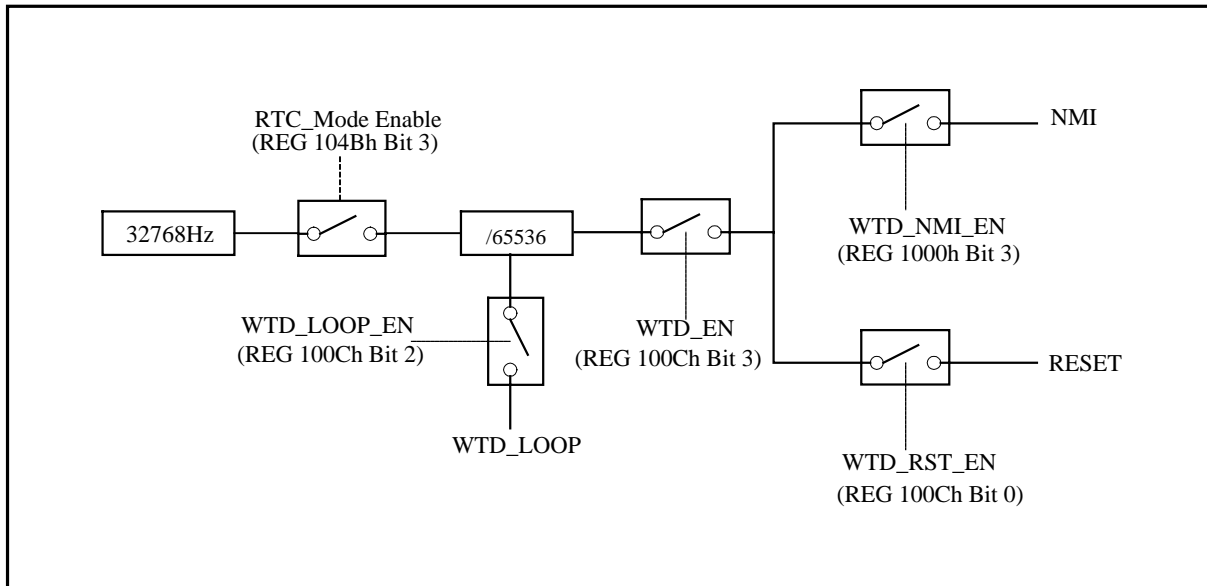 RTC_Mode Enable
(REG 104Bh Bit 3)
32768Hz
/65536
WTD_LOOP_EN
(REG 100Ch Bit 2)
WTD_LOOP
WTD_EN
(REG 100Ch Bit 3)
NMI
WTD_NMI_EN
(REG 1000h Bit 3)
RESET
WTD_RST_EN
(REG 100Ch Bit 0)